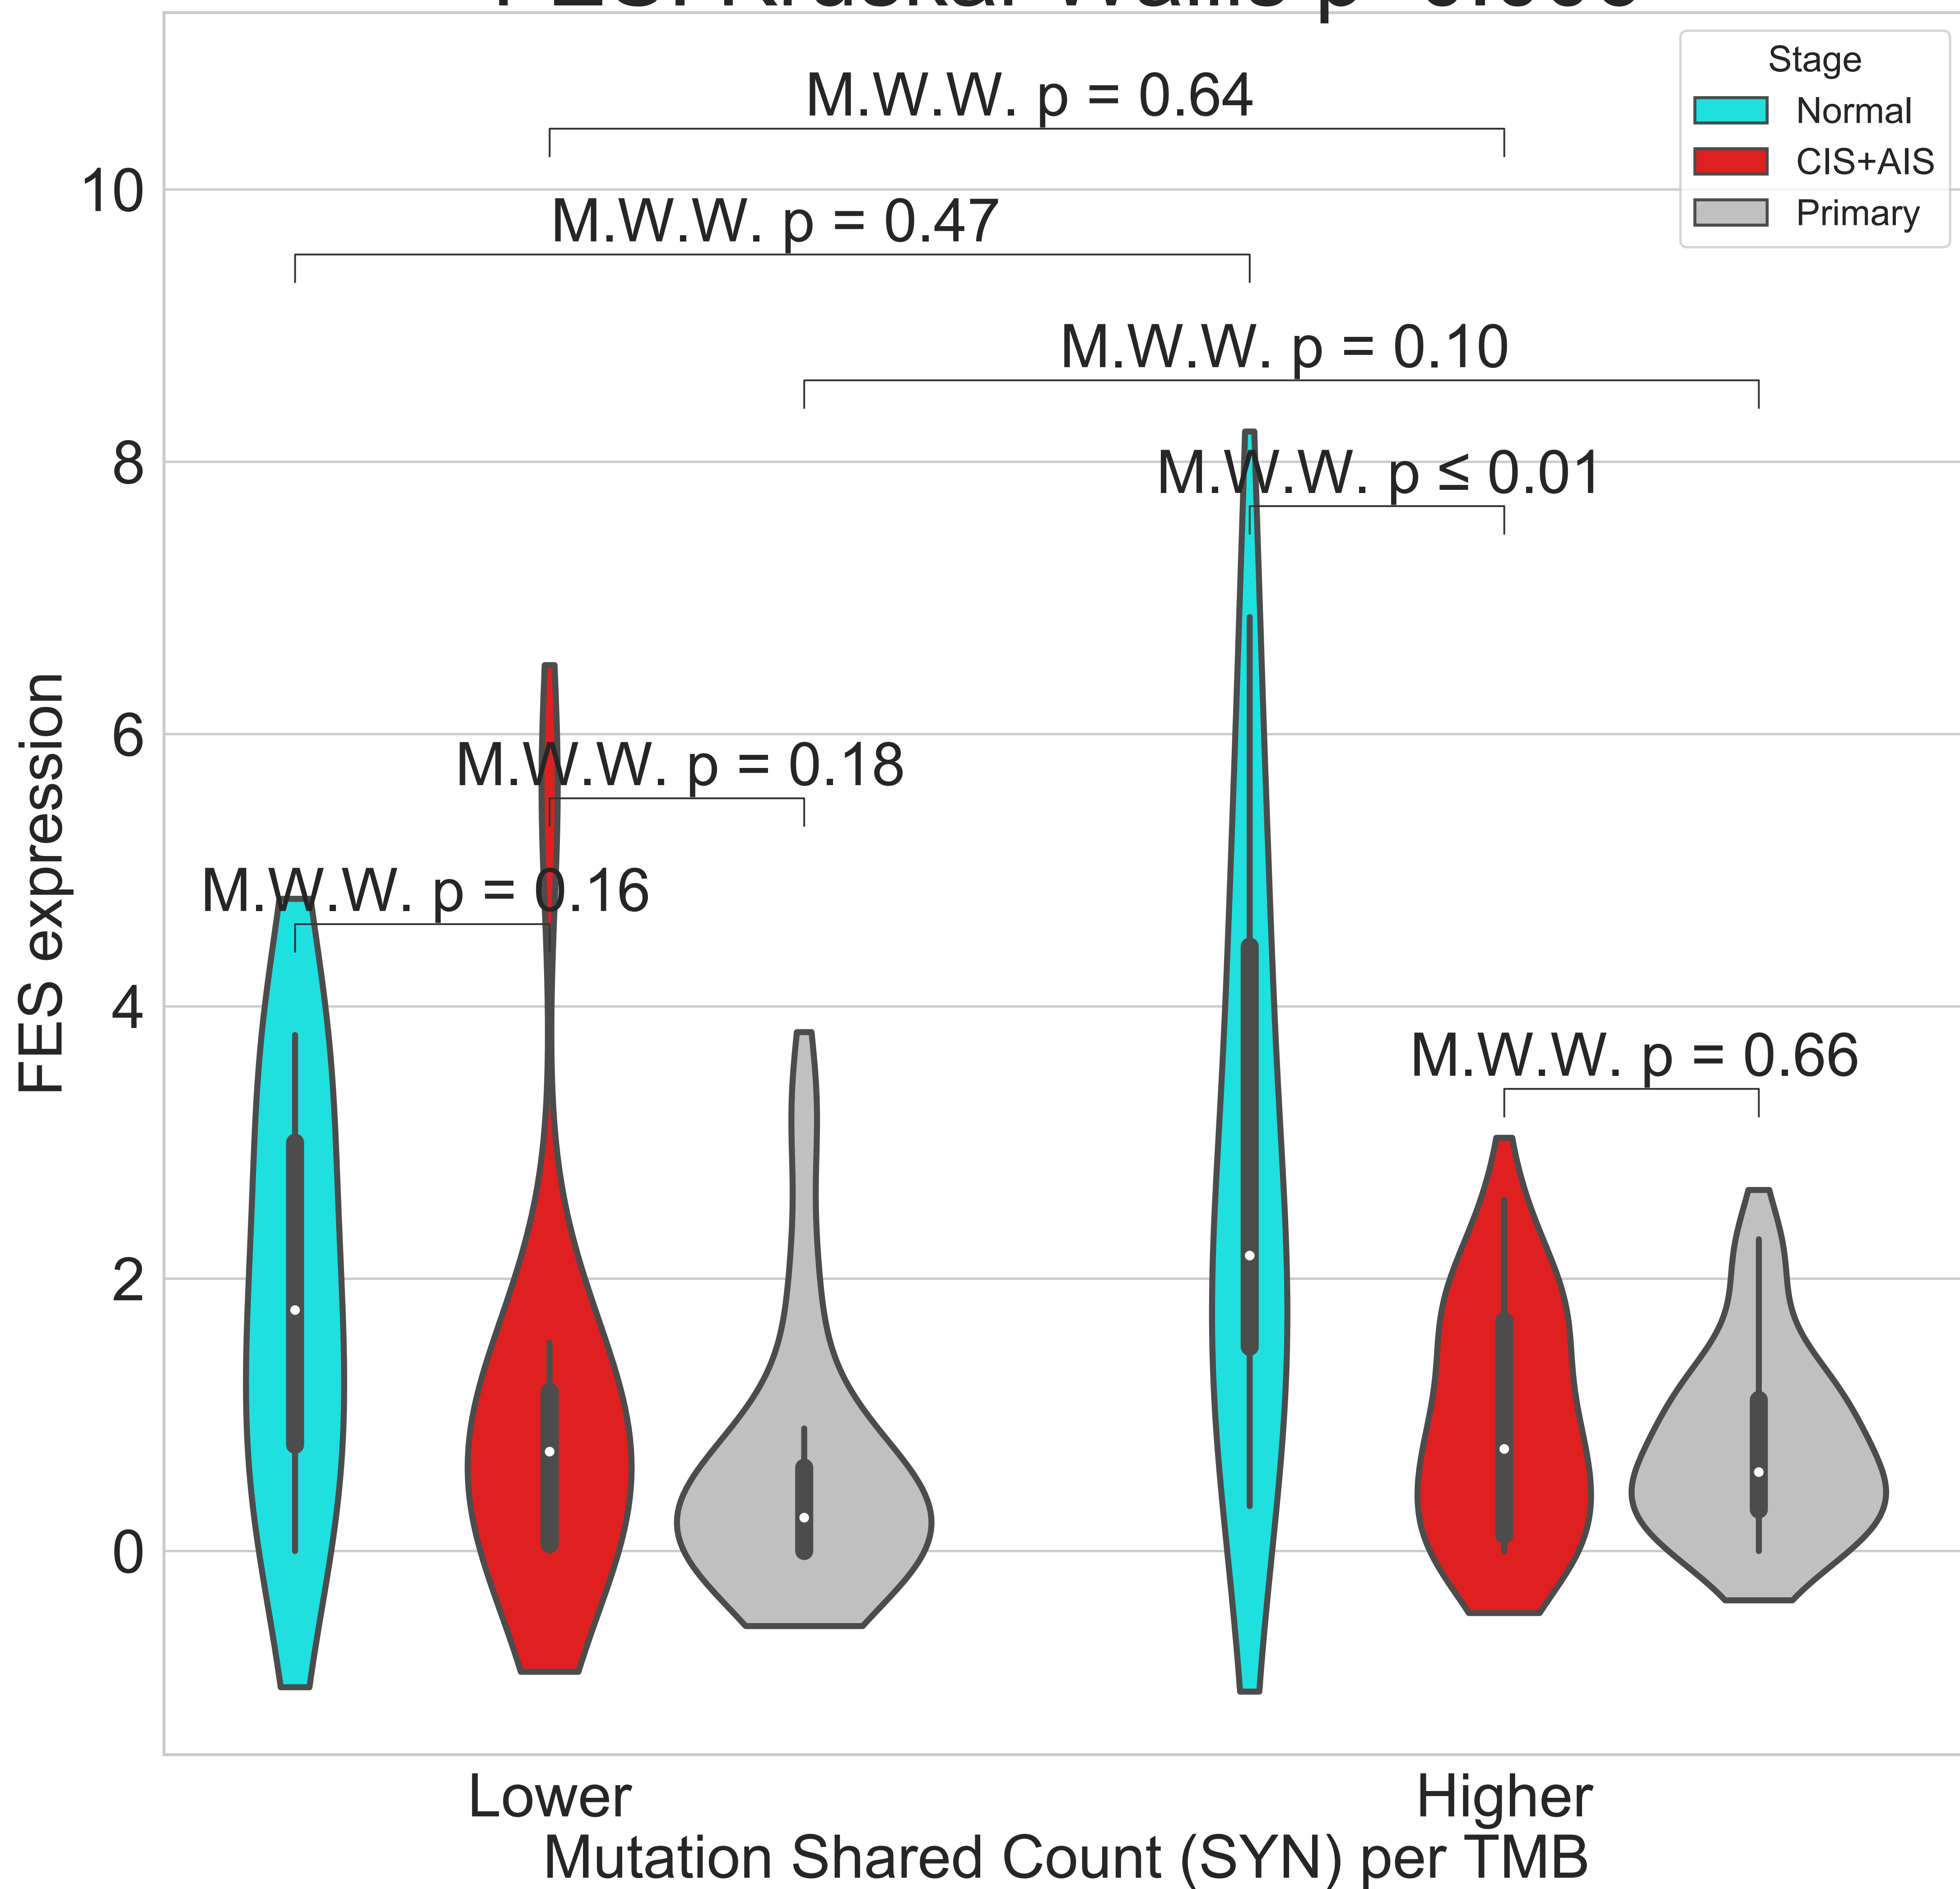 Stage
Normal
CIS+AIS
Primary
M.W.W. p = 0.64
M.W.W. p = 0.47
M.W.W. p = 0.10
M.W.W. p ≤ 0.01
M.W.W. p = 0.18
M.W.W. p = 0.16
M.W.W. p = 0.66
10
8
6
4
2
0
FES expression
Lower
Higher
Mutation Shared Count (SYN) per TMB